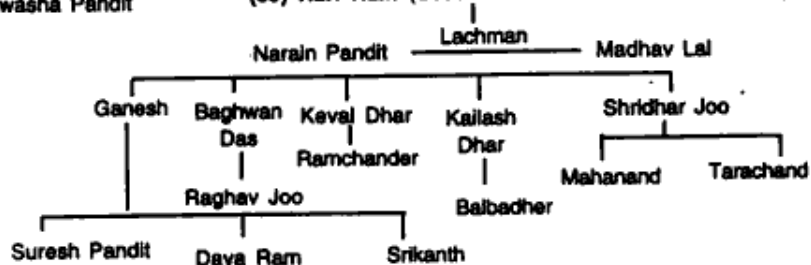 Pandit
Lachman
Narain Pandit Madhav Lal
Ganesh Baghwan Keval Dhar Kailash Shridhar Joo
Das Dhar
Ramchander
Mahanand Tarachand
Raghav Joo
Balbadher
Suresh Pandit Daya Ram Srikanth